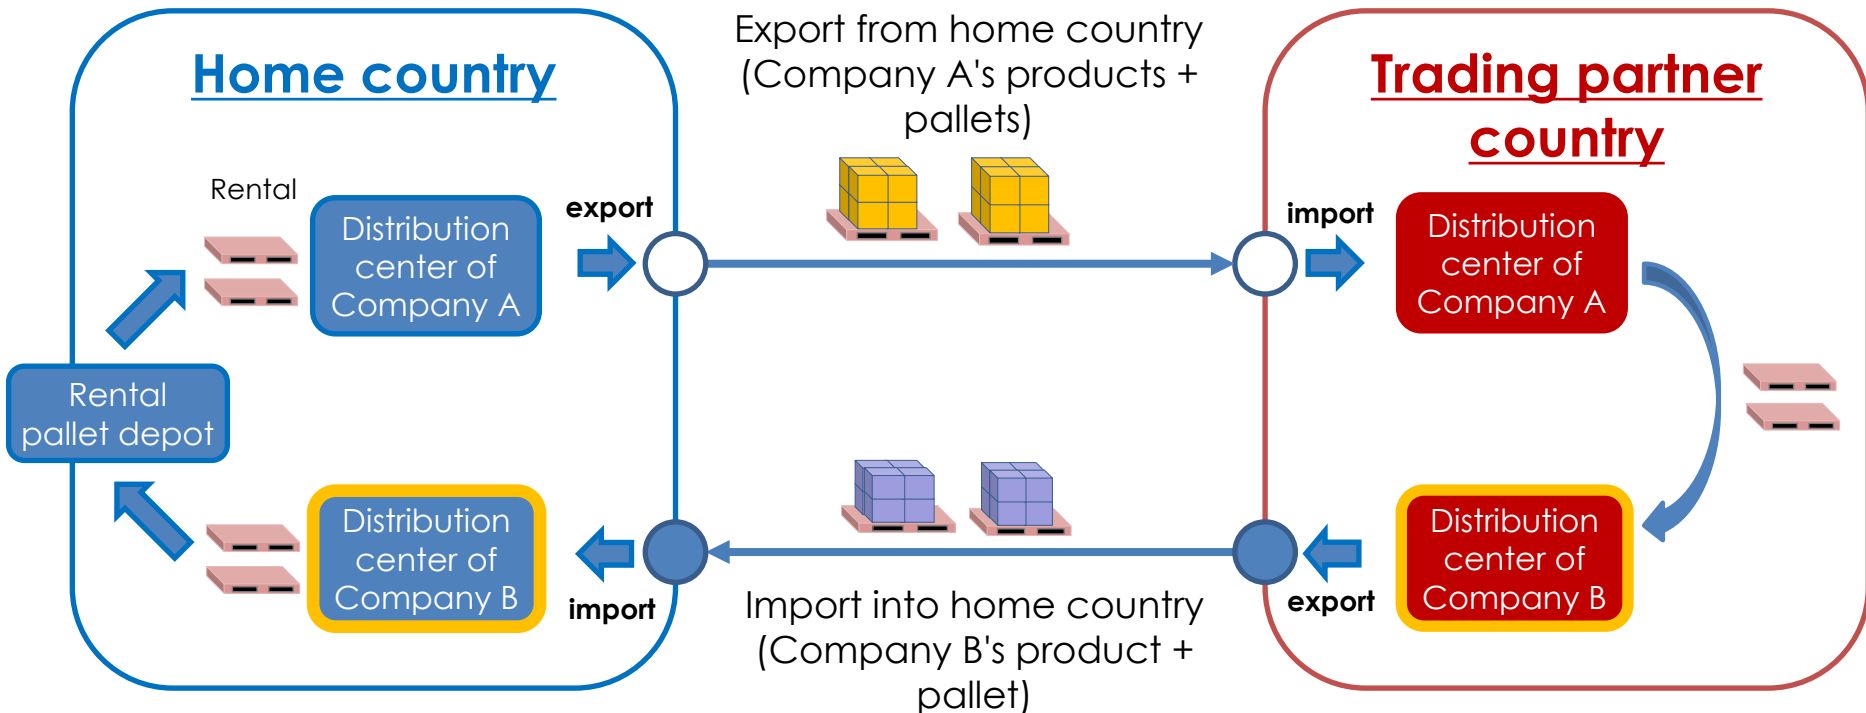 Home country
Export from home country
(Company A's products +
pallets)
Trading partner
country
Rental
Distribution
center of
Company A
export
import
Distribution
center of
Company A
Rental
pallet depot
Distribution
center of
Company B
import
Import into home country
(Company B's product +
pallet)
export
Distribution
center of
Company B